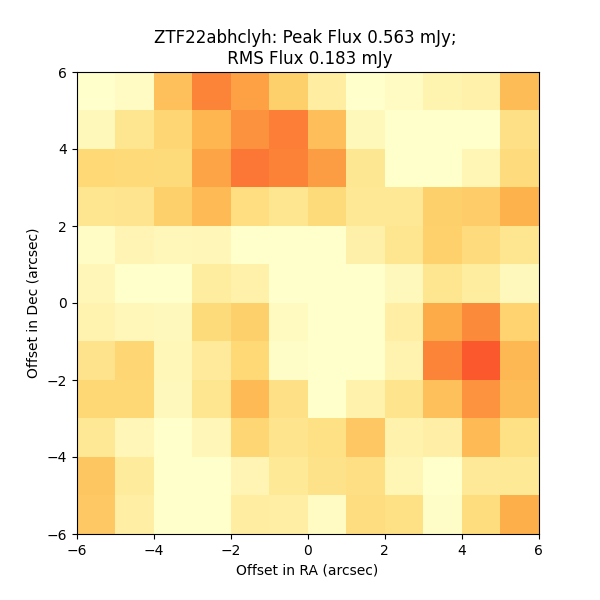 ZTF22abhclyh: Peak Flux 0.563 mJy;
RMS Flux 0.183 mJy
6
4
2
0
−2
−4
−6
Offset in Dec (arcsec)
−6 −4 −2 0 2 4 6
Offset in RA (arcsec)